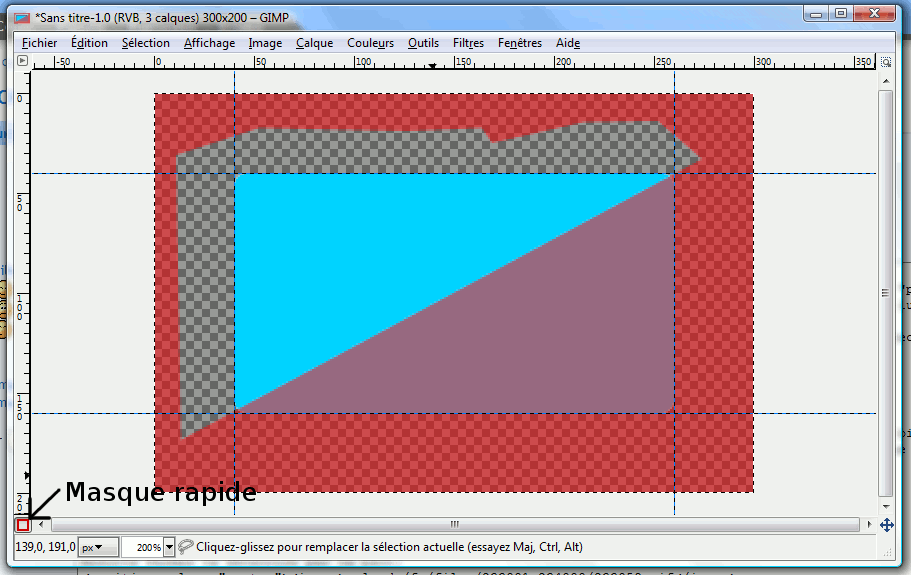 *Sans titre-1.0 (RVB, 3 calques) 300x200 – GIMP
Fichier Édition Sélection Affichage Image Calque Couleurs Outils Filtres Fenêtres Aide
-50 0 50 100 150 200 250 300 350
0
50
100
150
20
Masque rapide
139,0, 191,0 px 200% Cliquez-glissez pour remplacer la sélection actuelle (essayez Maj, Ctrl, Alt)